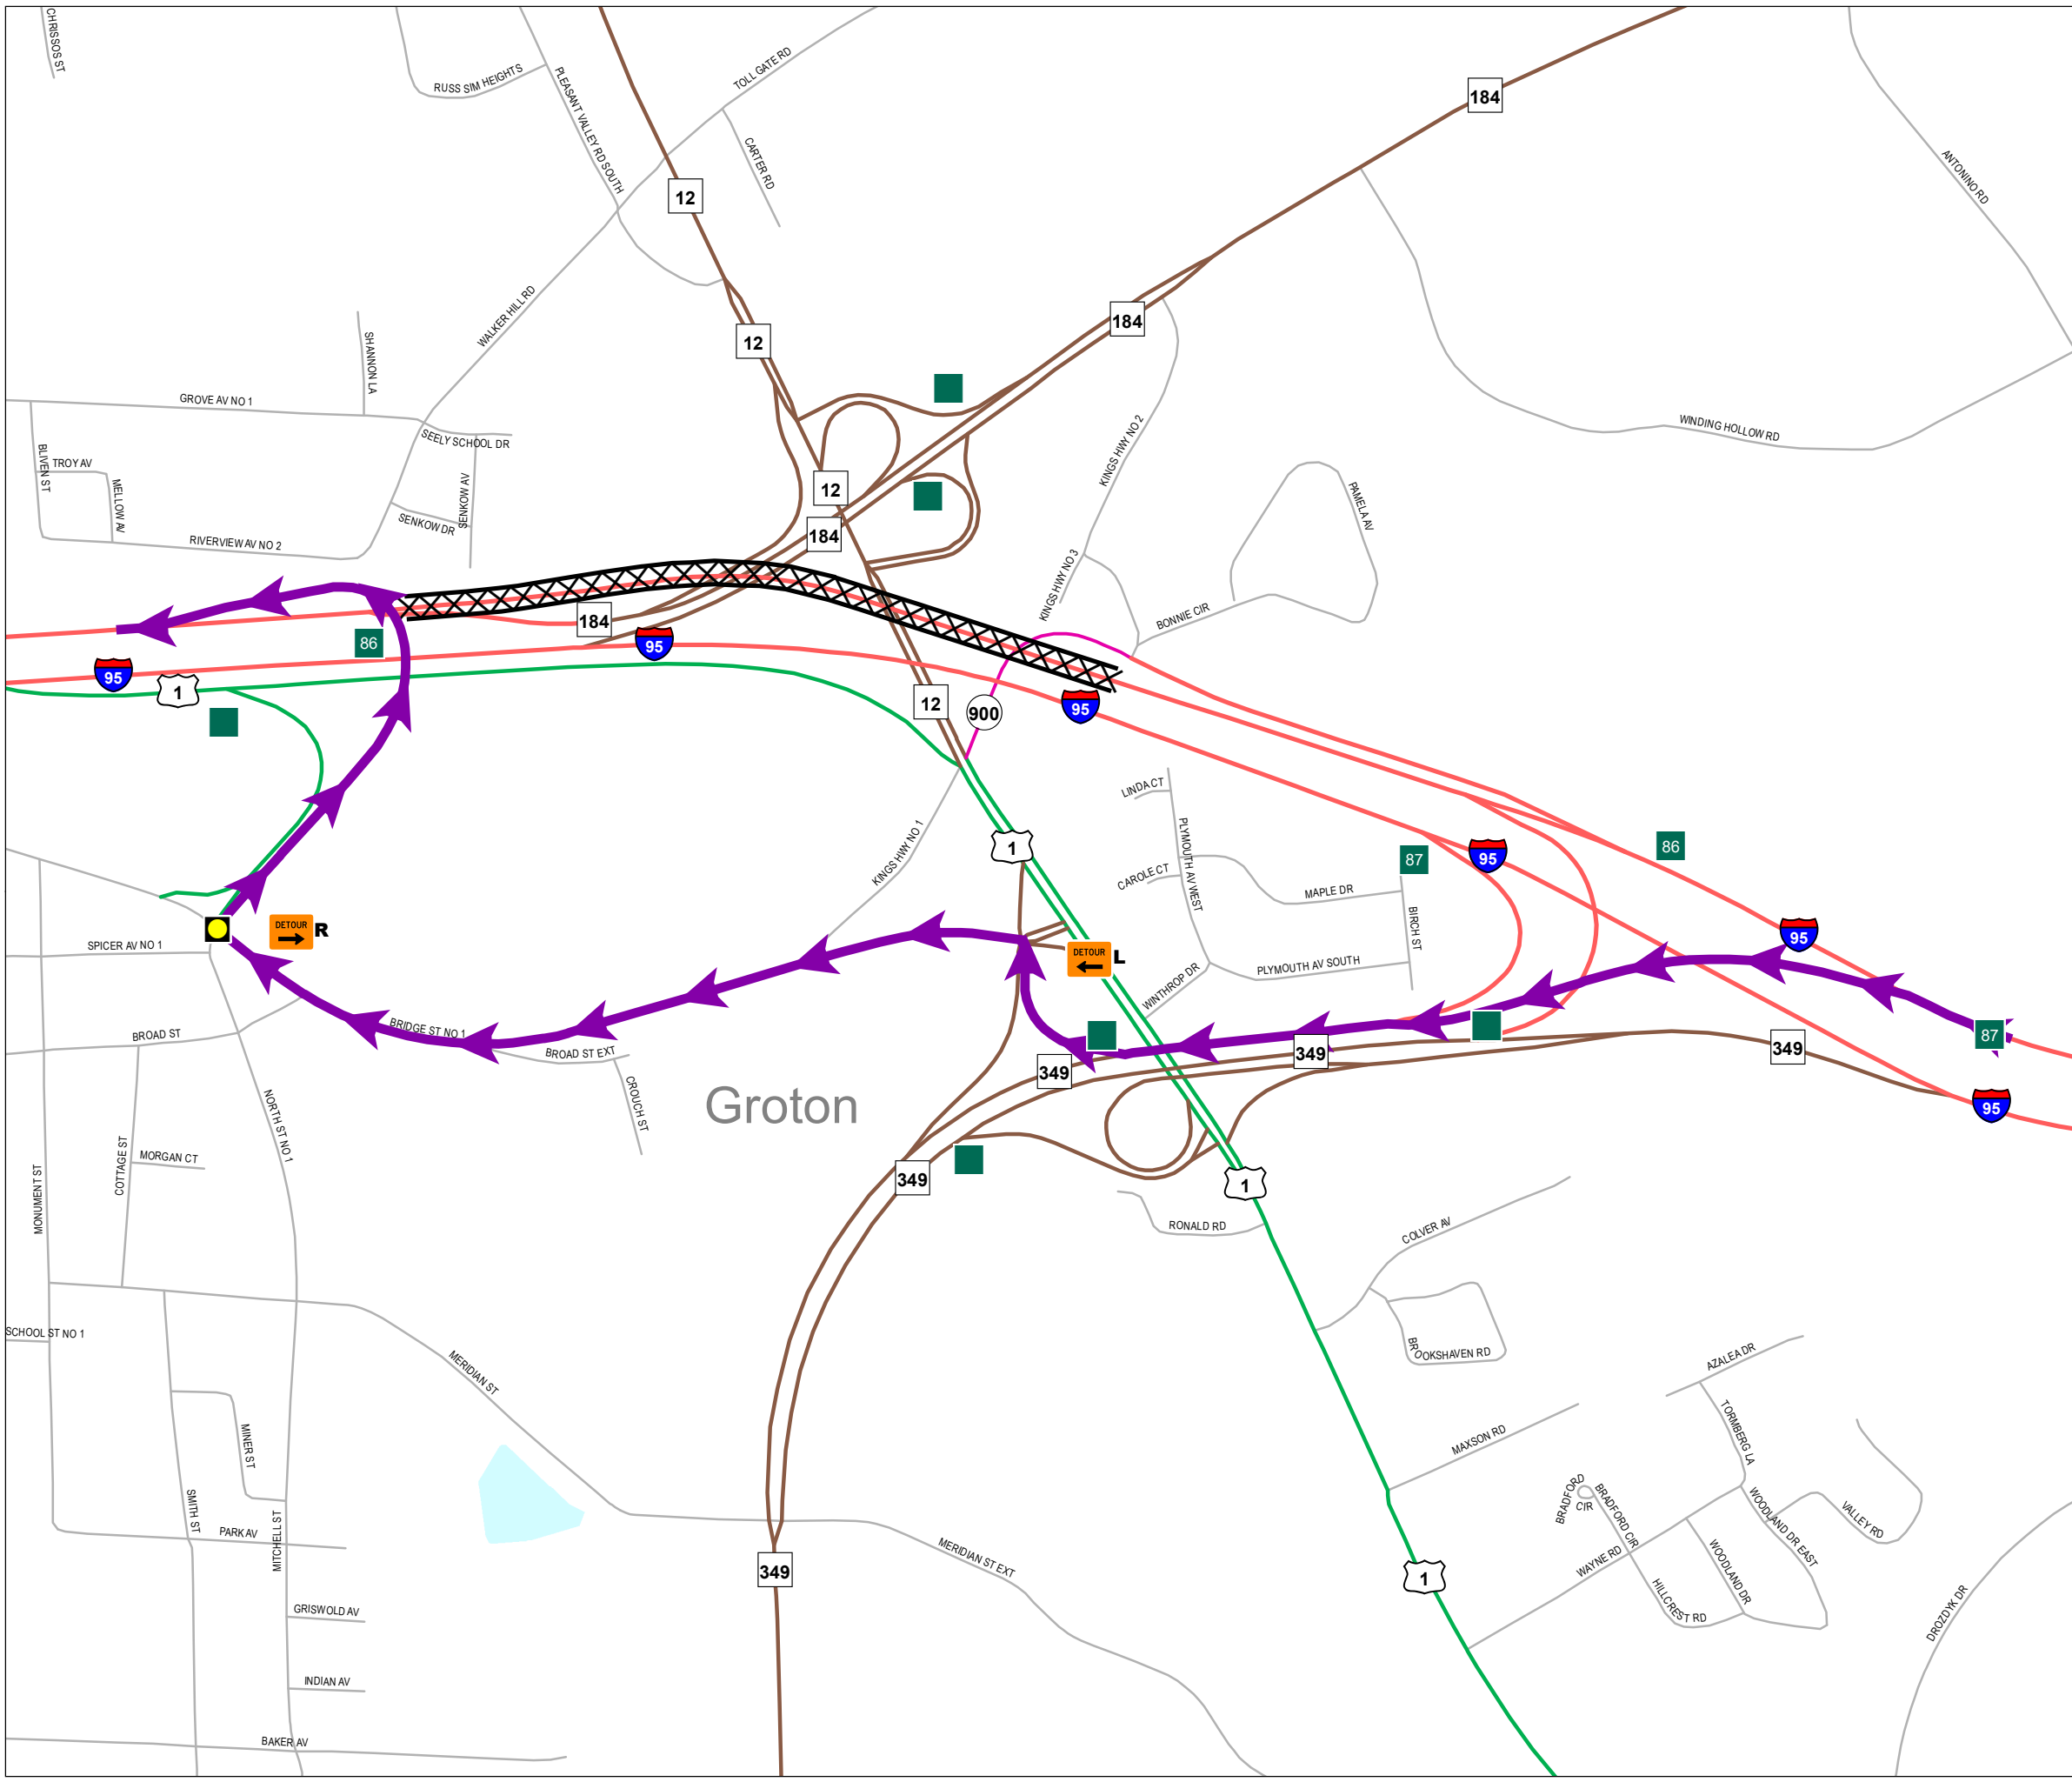 CHRISSOS ST
RUSS SIM HEIGHTS
PLEASANT VALLEY RD SOUTH
TOLL GATE RD
CARTER RD
184
ANTONINO RD
12
WALKER HILL RD
SHANNON LA
12
184
GROVE AV NO 1
SEELY SCHOOL DR
KINGS HWY NO 2
WINDING HOLLOW RD
BLIVEN ST
TROY AV
MELLOW AV
SENKOW AV
SENKOW DR
12
184
PAMELA AV
RIVERVIEW AV NO 2
KINGS HWY NO 3
BONNIE CIR
184
86
95
95
1
12
900
95
LINDA CT
PLYMOUTH AV WEST
1
KINGS HWY NO 1
CAROLE CT
MAPLE DR
87
95
86
BIRCH ST
SPICER AV NO 1
DETOUR
R
DETOUR
L
95
WINTHROP DR
PLYMOUTH AV SOUTH
BROAD ST
BRIDGE ST NO 1
BROAD ST EXT
CROUCH ST
349
349
349
87
95
Groton
NORTH ST NO 1
COTTAGE ST
MORGAN CT
MONUMENT ST
349
1
RONALD RD
COLVER AV
SCHOOL ST NO 1
MERIDIAN ST
BROOKSHAVEN RD
AZALEA DR
TORMBERG LA
MAXSON RD
MINER ST
SMITH ST
PARK AV
MITCHELL ST
BRADFORD
CIR
BRADFORD CIR
WOODLAND DR EAST
VALLEY RD
WAYNE RD
WOODLAND DR
HILLCREST RD
DROZDYK DR
MERIDIAN ST EXT
349
1
GRISWOLD AV
INDIAN AV
BAKER AV